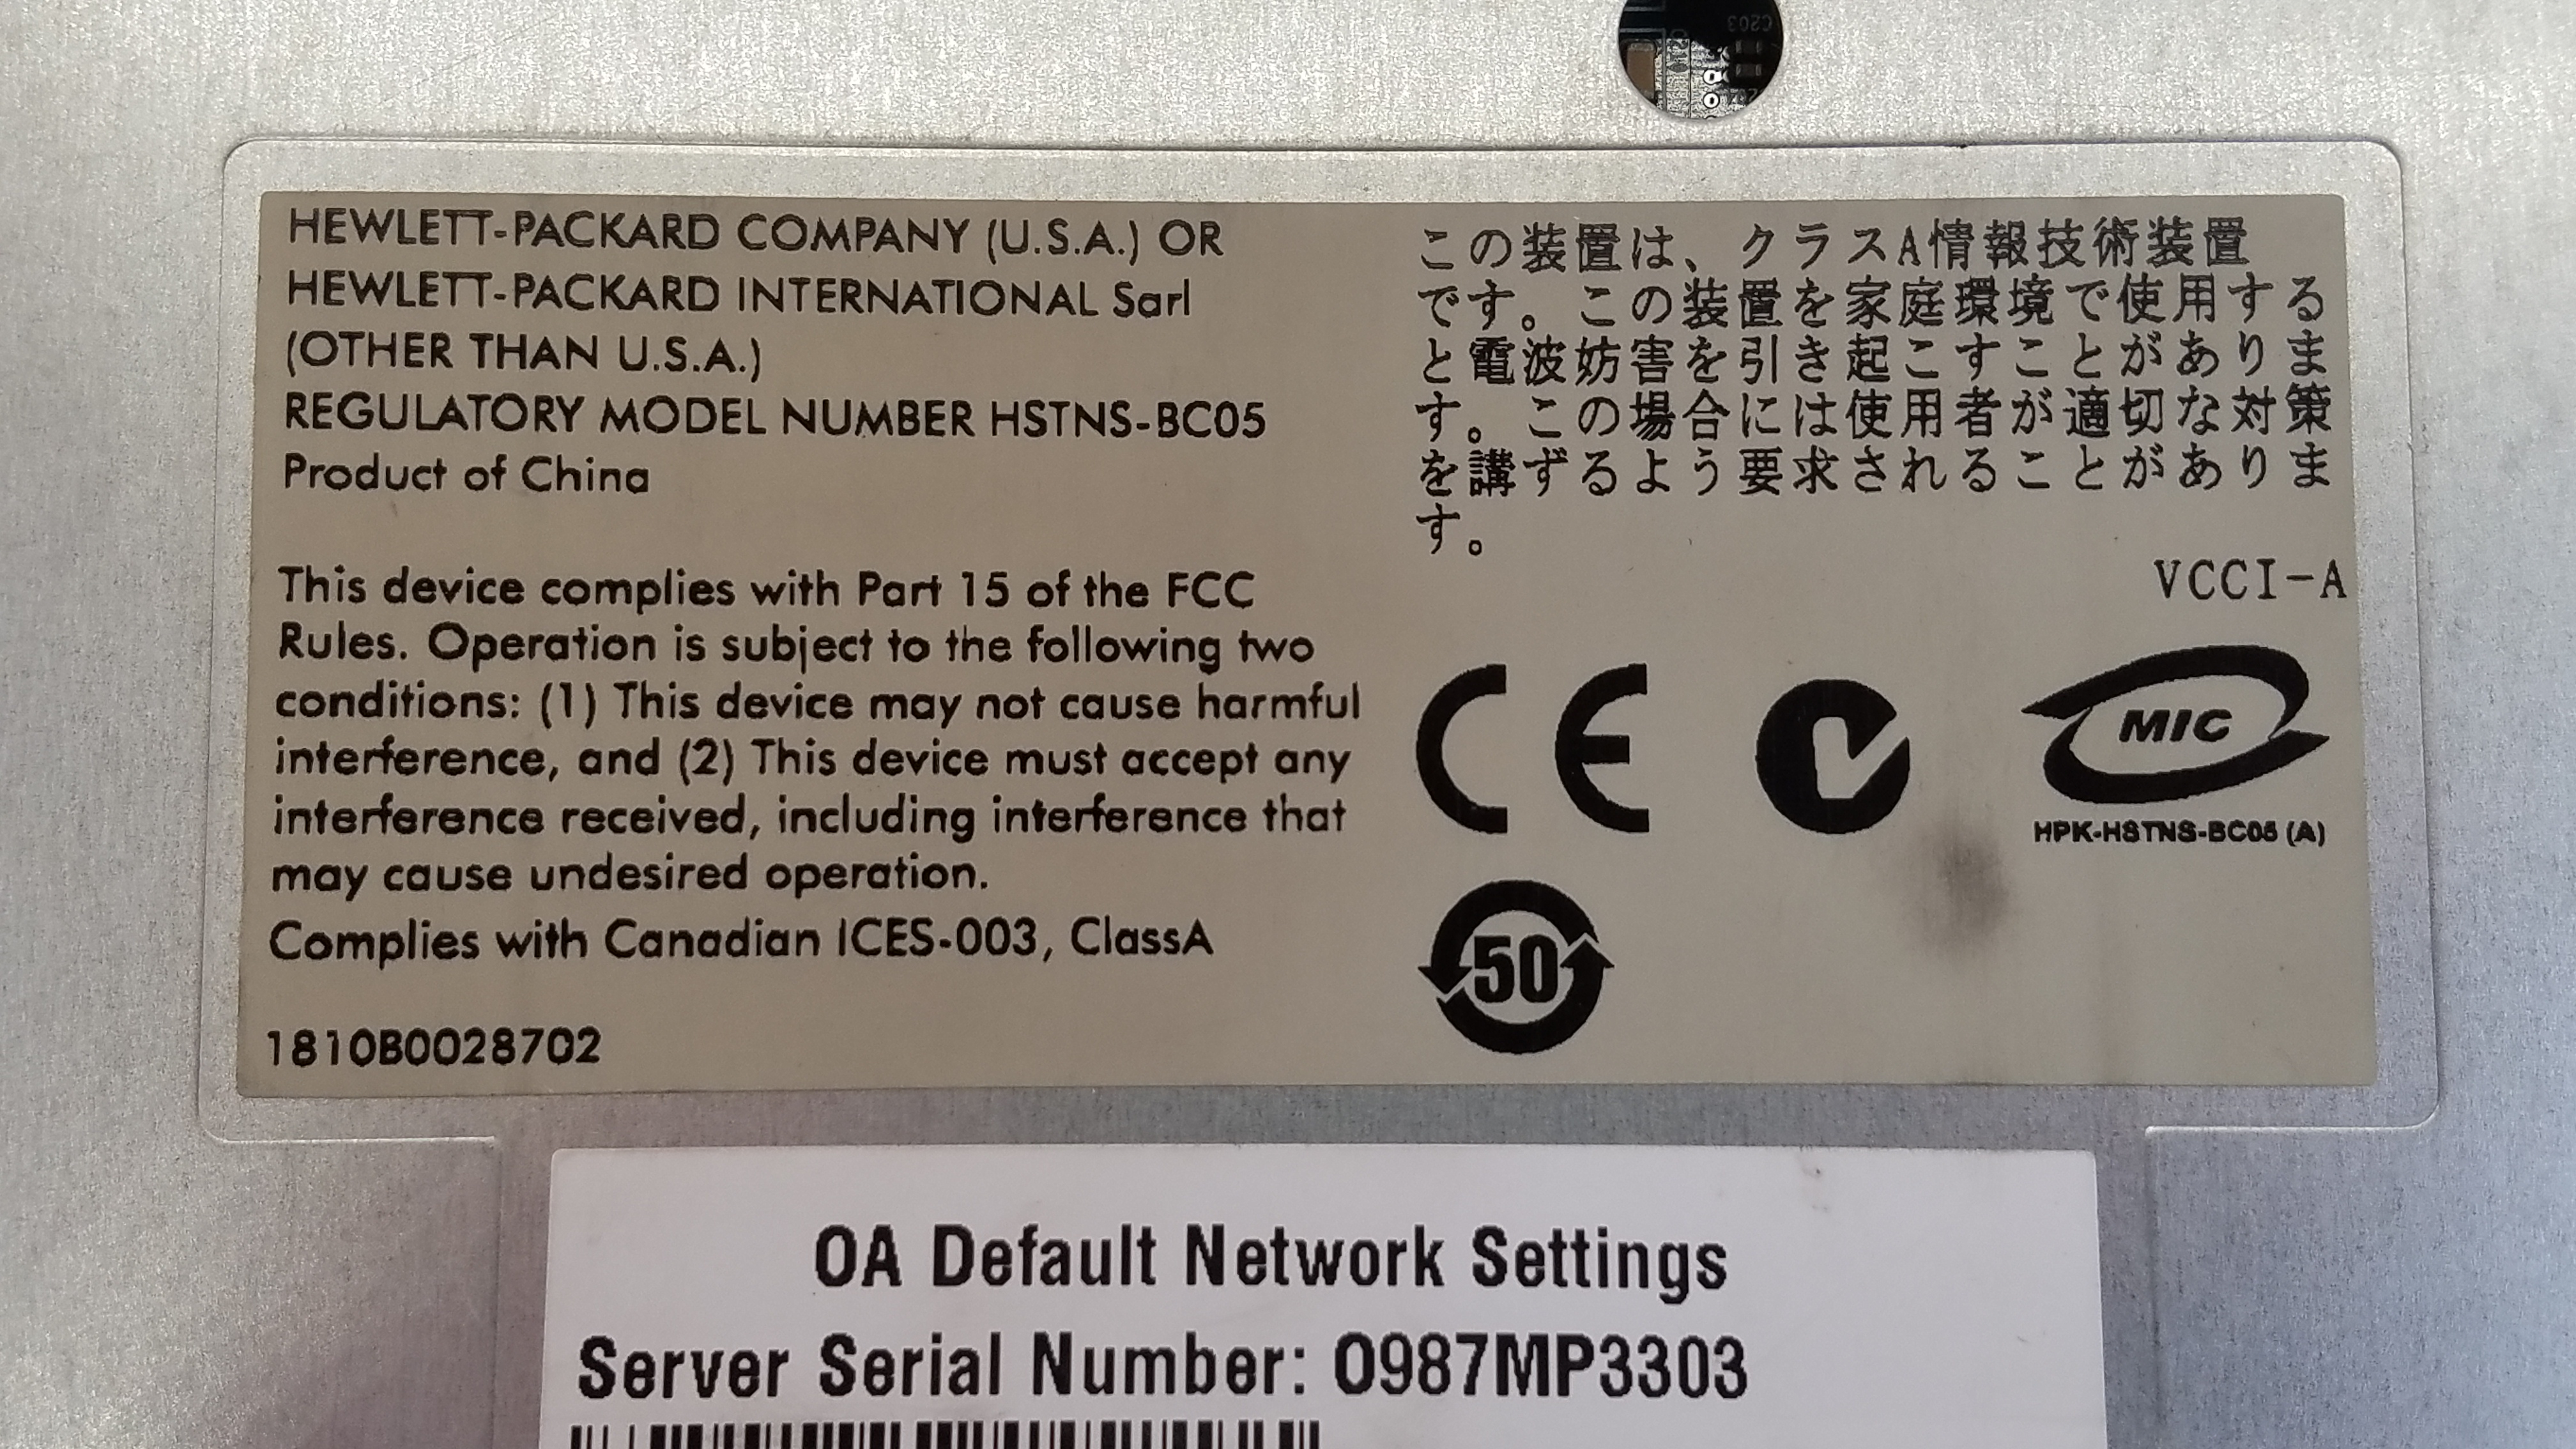 HEWLETT-PACKARD COMPANY (U.S.A.) OR
HEWLETT-PACKARD INTERNATIONAL Sarl
(OTHER THAN U.S.A.)
REGULATORY MODEL NUMBER HSTNS-BC05
Product of China
This device complies with Part 15 of the FCC
Rules. Operation is subject to the following two
conditions: (1) This device may not cause harmful
interference, and (2) This device must accept any
interference received, including interference that
may cause undesired operation.
Complies with Canadian ICES-003, ClassA
1810B0028702
この装置は、クラスA情報技術装置
です。この装置を家庭環境で使用する
と電波妨害を引き起こすことがありま
す。この場合には使用者が適切な対策
を講ずるよう要求されることがありま
す。
VCCI-A
CE
MIC
HPK-HSTNS-BC05 (A)
50
OA Default Network Settings
Server Serial Number: 0987MP3303
C203